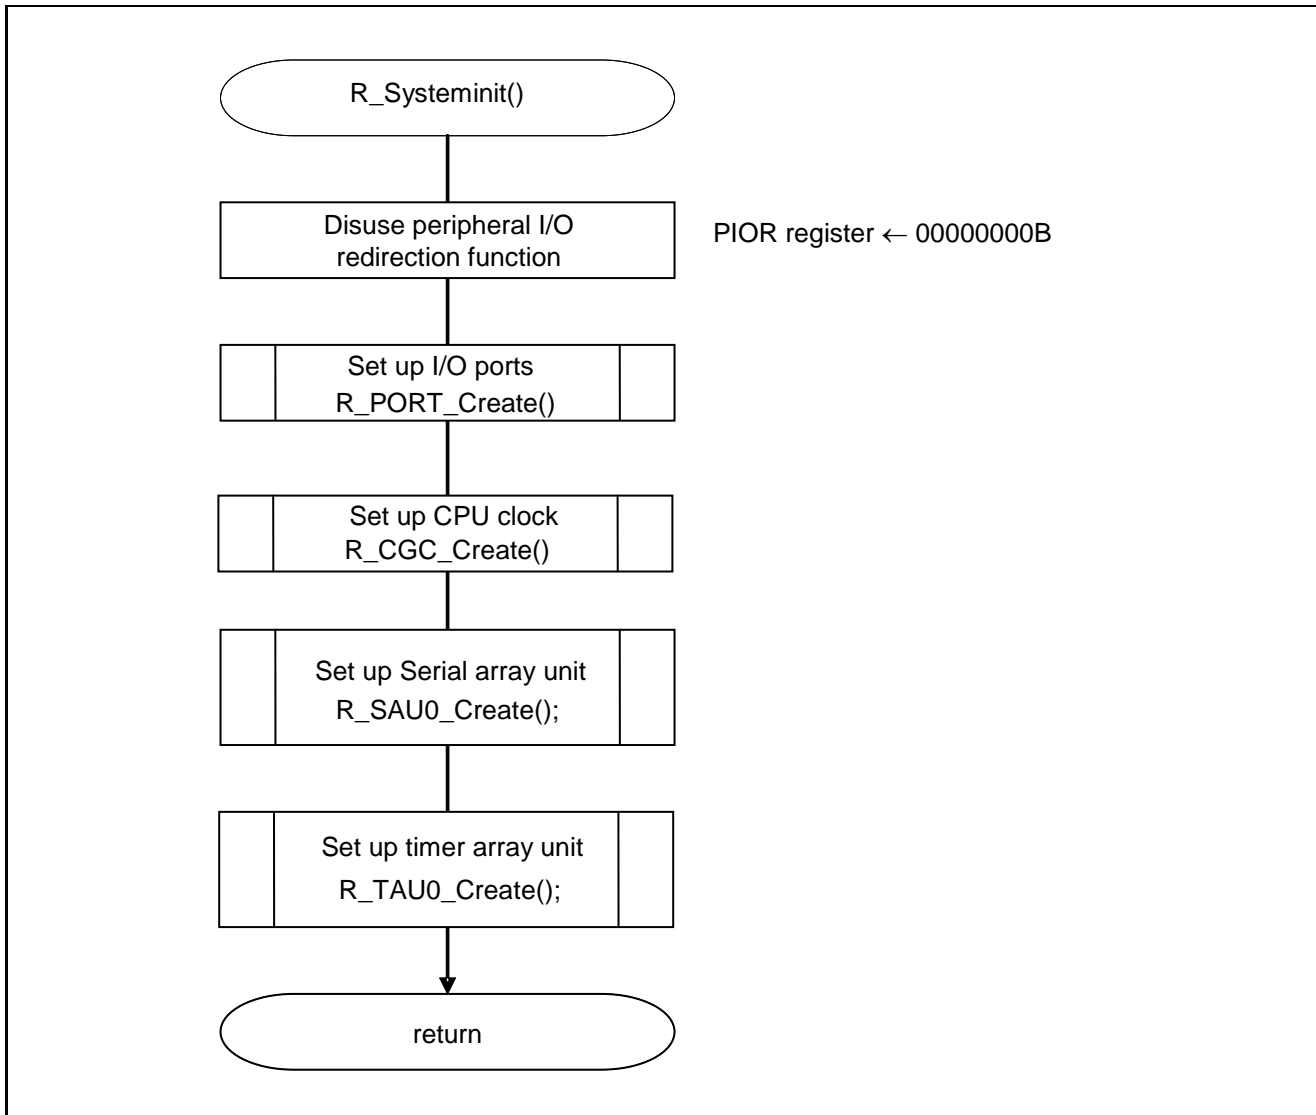 R_Systeminit()
Disuse peripheral I/O
redirection function
PIOR register ← 00000000B
Set up I/O ports
R_PORT_Create()
Set up CPU clock
R_CGC_Create()
Set up Serial array unit
R_SAU0_Create();
Set up timer array unit
R_TAU0_Create();
return